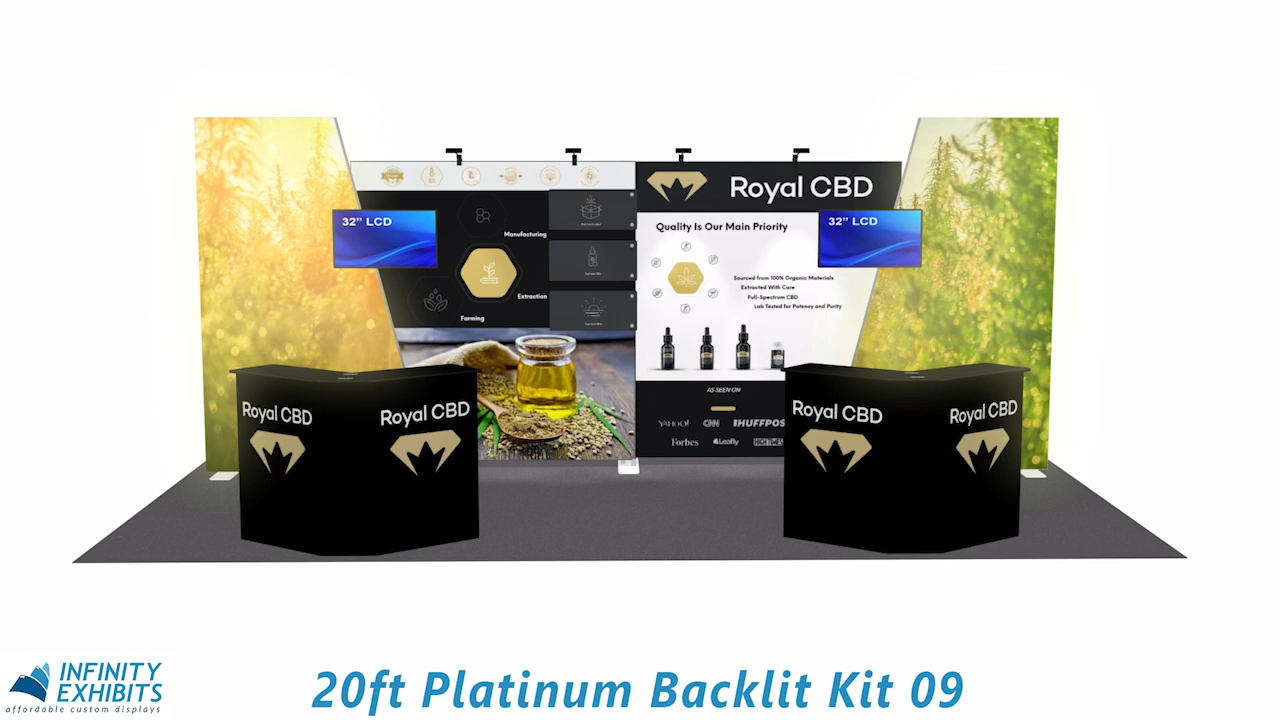 32” LCD
Manufacturing
Extraction
Farming
Royal CBD
Quality Is Our Main Priority
32” LCD
Sourced from 100% Organic Materials
Extracted With Care
Full-Spectrum CBD
Lab Tested for Potency and Purity
AS SEEN ON
YAHOO! CNN HUFFPOS
Forbes Leafly HIGHTIMES
Royal CBD
Royal CBD
Royal CBD
Royal CBD
INFINITY
EXHIBITS
affordable custom displays
20ft Platinum Backlit Kit 09